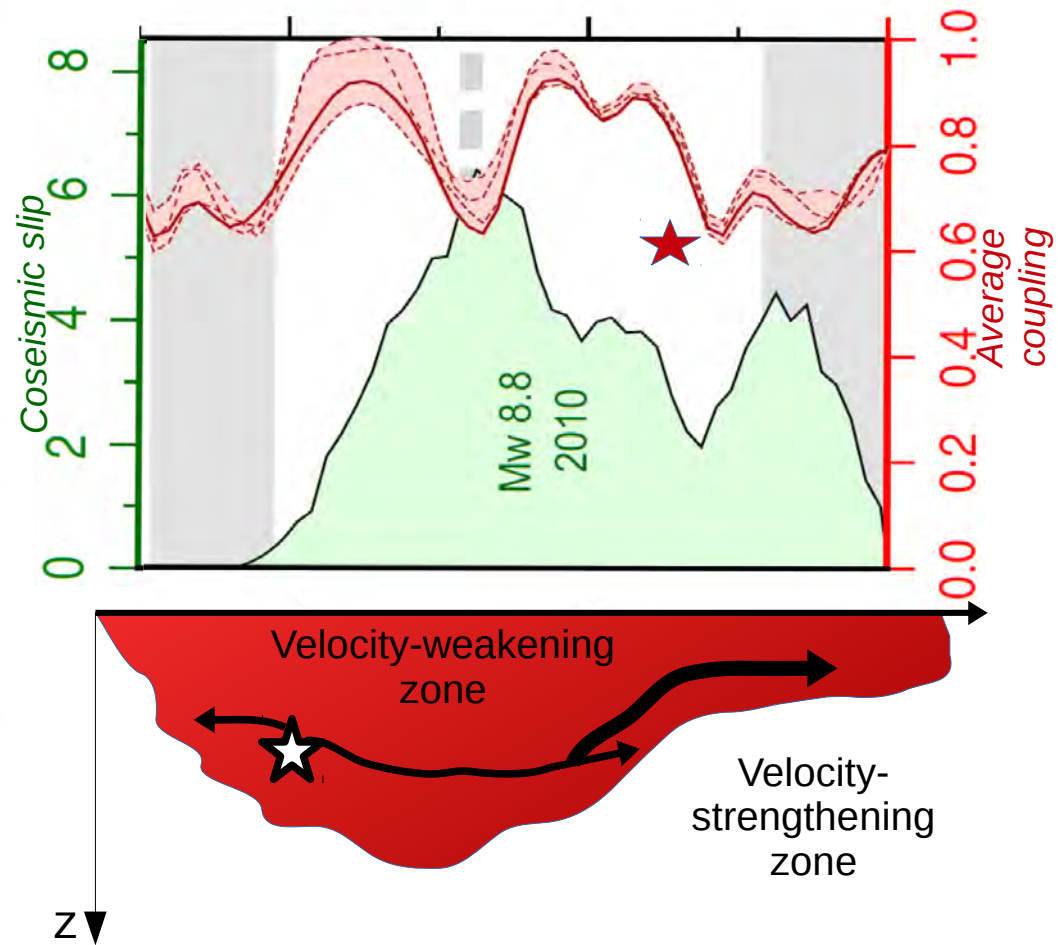 Coseismic slip
8
6
4
2
0
Mw 8.8
2010
1.0
0.8
0.6
0.4
0.2
0.0
Average
coupling
Velocity-weakening
zone
Velocity-
strengthening
zone
z